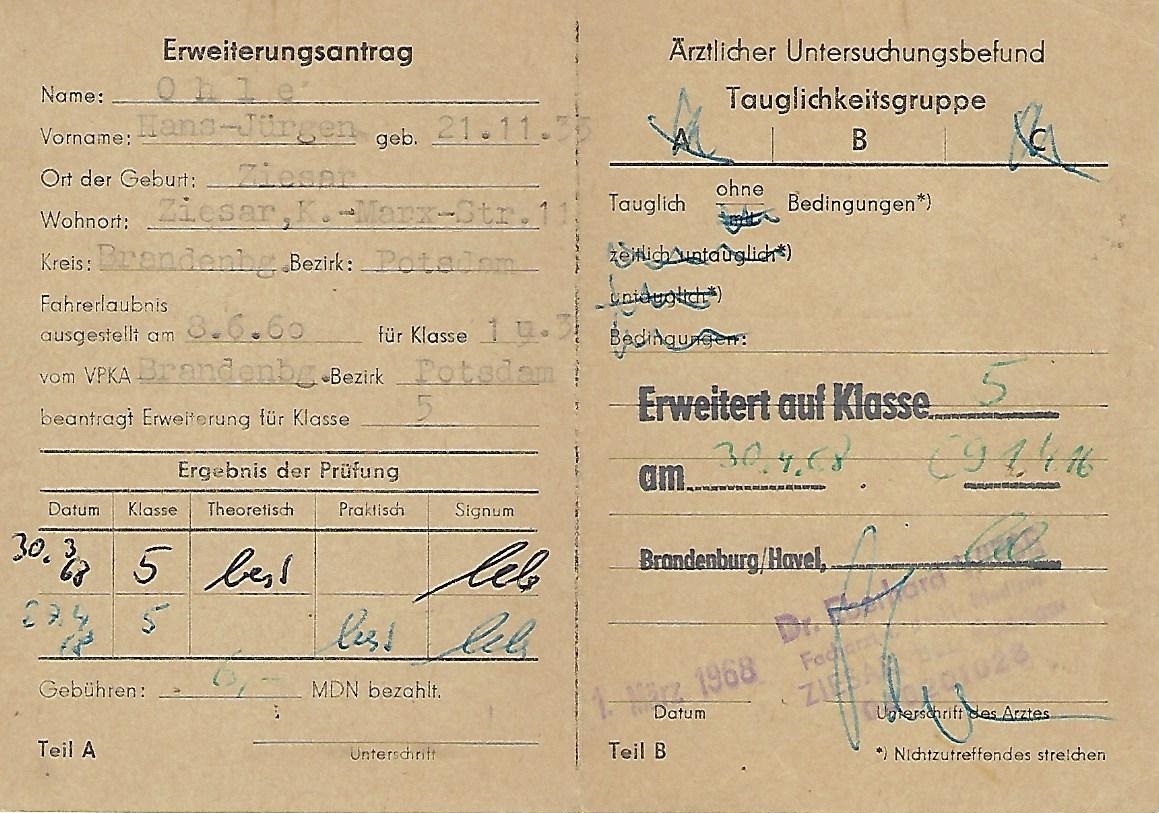 Erweiterungsantrag
Name: Ohle
Vorname: Hans-Jürgen geb. 21.11.35
Ort der Geburt: Ziesar
Wohnort: Ziesar,K.-Marx-Str.11
Kreis: Brandenbg. Bezirk: Potsdam
Fahrerlaubnis
ausgestellt am 8.6.60 für Klasse 1 u.3
vom VPKA Brandenbg. Bezirk Potsdam
beantragt Erweiterung für Klasse 5
Ergebnis der Prüfung
Datum Klasse Theoretisch Praktisch Signum
30.3 68 5 best
27.4 68 5 best
Gebühren: 6,- MDN bezahlt.
Unterschrift
Teil A
Ärztlicher Untersuchungsbefund
Tauglichkeitsgruppe
A B C
Tauglich ohne Bedingungen*)
zeitlich untauglich*)
untauglich*)
Bedingungen:
Erweitert auf Klasse 5
am 30.4.68
Brandenburg/Havel,
Dr. Eberhard
ZIESAR
1. März 1968
Datum Unterschrift des Arztes
Teil B *) Nichtzutreffendes streichen